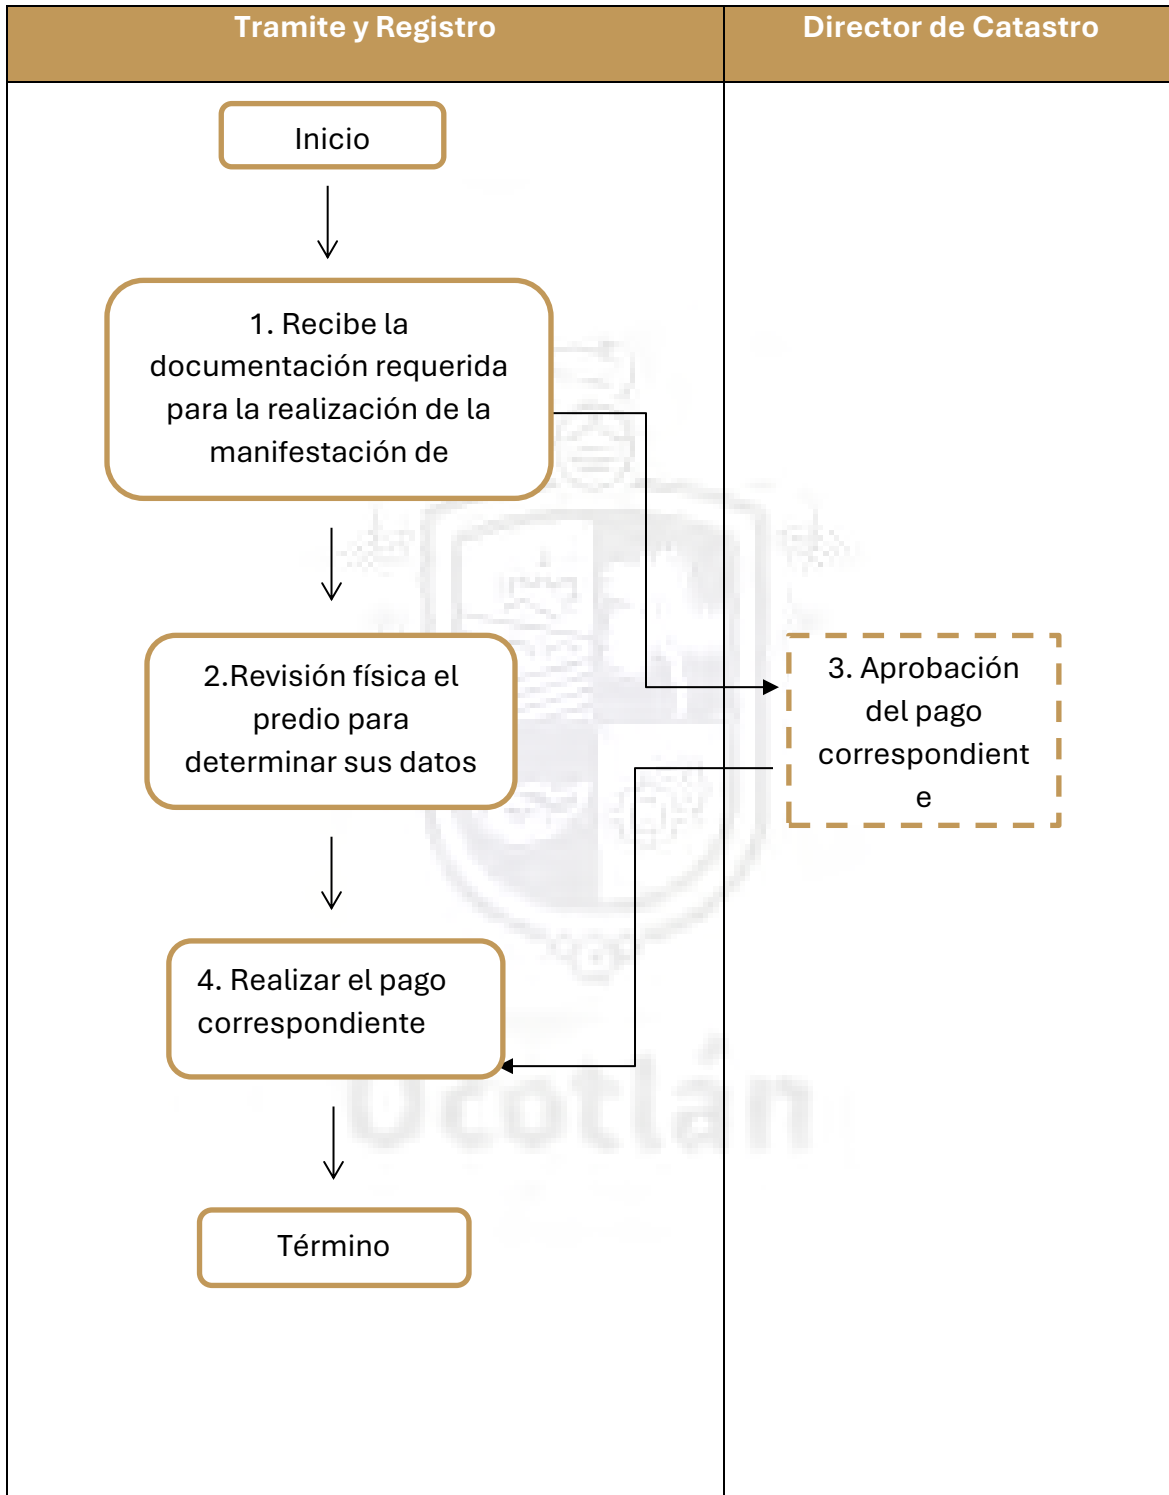 Tramite y Registro
Director de Catastro
Inicio
1. Recibe la
documentación requerida
para la realización de la
manifestación de
2.Revisión física el
predio para
determinar sus datos
3. Aprobación
del pago
correspondient
e
4. Realizar el pago
correspondiente
Ocotlán
Término